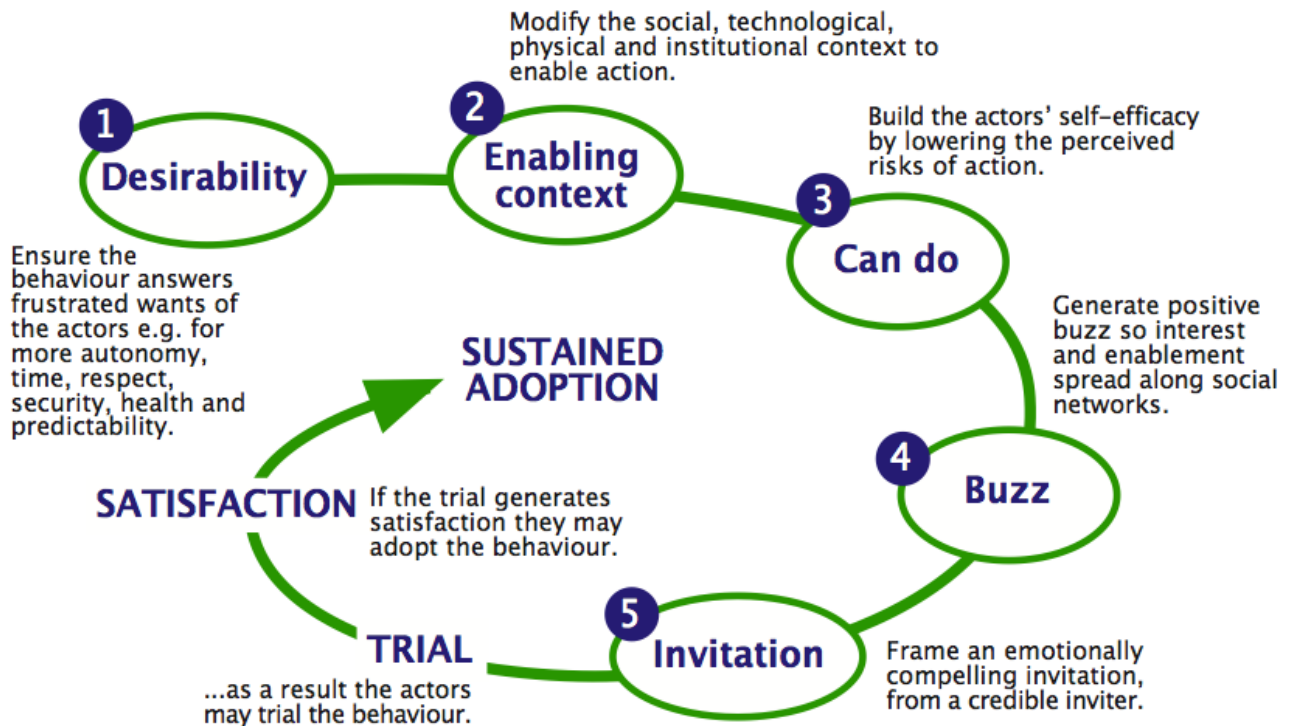 1
Desirability
Ensure the
behaviour answers
frustrated wants of
the actors e.g. for
more autonomy,
time, respect,
security, health and
predictability.
2
Enabling
context
Modify the social, technological,
physical and institutional context to
enable action.
3
Can do
Build the actors' self-efficacy
by lowering the perceived
risks of action.
4
Buzz
Generate positive
buzz so interest
and enablement
spread along social
networks.
5
Invitation
Frame an emotionally
compelling invitation,
from a credible inviter.
TRIAL
...as a result the actors
may trial the behaviour.
SATISFACTION
If the trial generates
satisfaction they may
adopt the behaviour.
SUSTAINED
ADOPTION